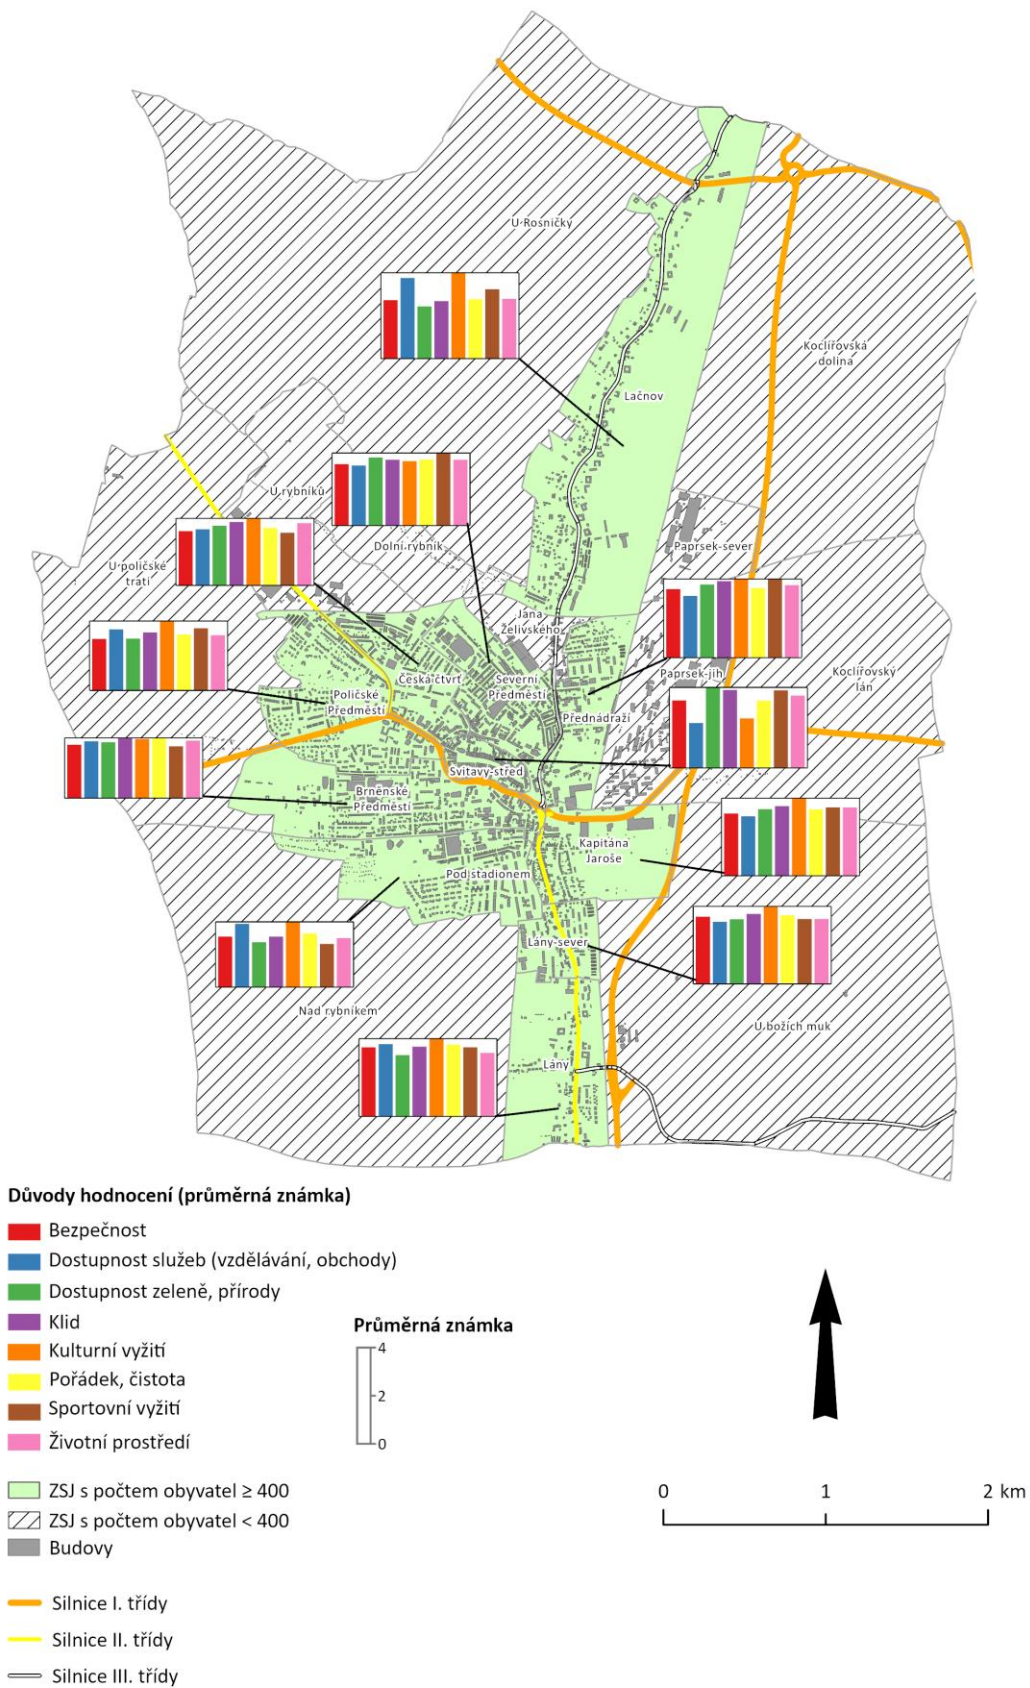 U Rosničky
Koclířovská
dolina
Lačnov
U rybníků
Dolní rybník
Paprsek-sever
U poličské
trati
Jana
Želivského
Paprsek-jih
Koclířovský
lán
Česká čtvrť
Severní
Předměstí
Poličské
Předměstí
Přednádraží
Svitavy-střed
Brněnské
Předměstí
Kapitána
Jaroše
Pod stadionem
Lány-sever
Nad rybníkem
U božích muk
Lány
Důvody hodnocení (průměrná známka)
Bezpečnost
Dostupnost služeb (vzdělávání, obchody)
Dostupnost zeleně, přírody
Klid
Kulturní vyžití
Pořádek, čistota
Sportovní vyžití
Životní prostředí
Průměrná známka
4
2
0
ZSJ s počtem obyvatel ≥ 400
ZSJ s počtem obyvatel < 400
Budovy
0 1 2 km
Silnice I. třídy
Silnice II. třídy
Silnice III. třídy